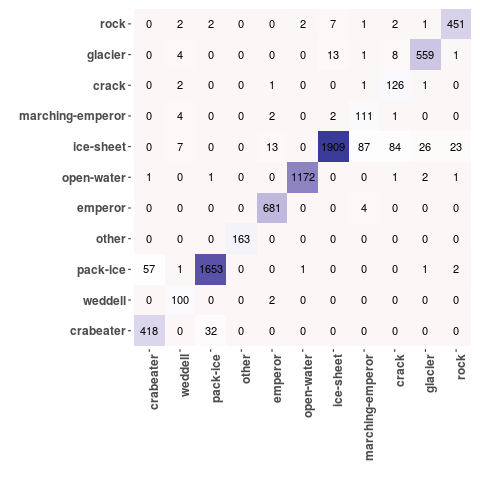 rock 0 2 2 0 0 2 7 1 2 1 451
glacier 0 4 0 0 0 0 13 1 8 559 1
crack 0 2 0 0 1 0 0 1 126 1 0
marching-emperor 0 4 0 0 2 0 2 111 1 0 0
ice-sheet 0 7 0 0 13 0 1909 87 84 26 23
open-water 1 0 1 0 0 1172 0 0 1 2 1
emperor 0 0 0 0 681 0 0 4 0 0 0
other 0 0 0 163 0 0 0 0 0 0 0
pack-ice 57 1 1653 0 0 1 0 0 0 1 2
weddell 0 100 0 0 2 0 0 0 0 0 0
crabeater 418 0 32 0 0 0 0 0 0 0 0
crabeater weddell pack-ice other emperor open-water ice-sheet marching-emperor crack glacier rock